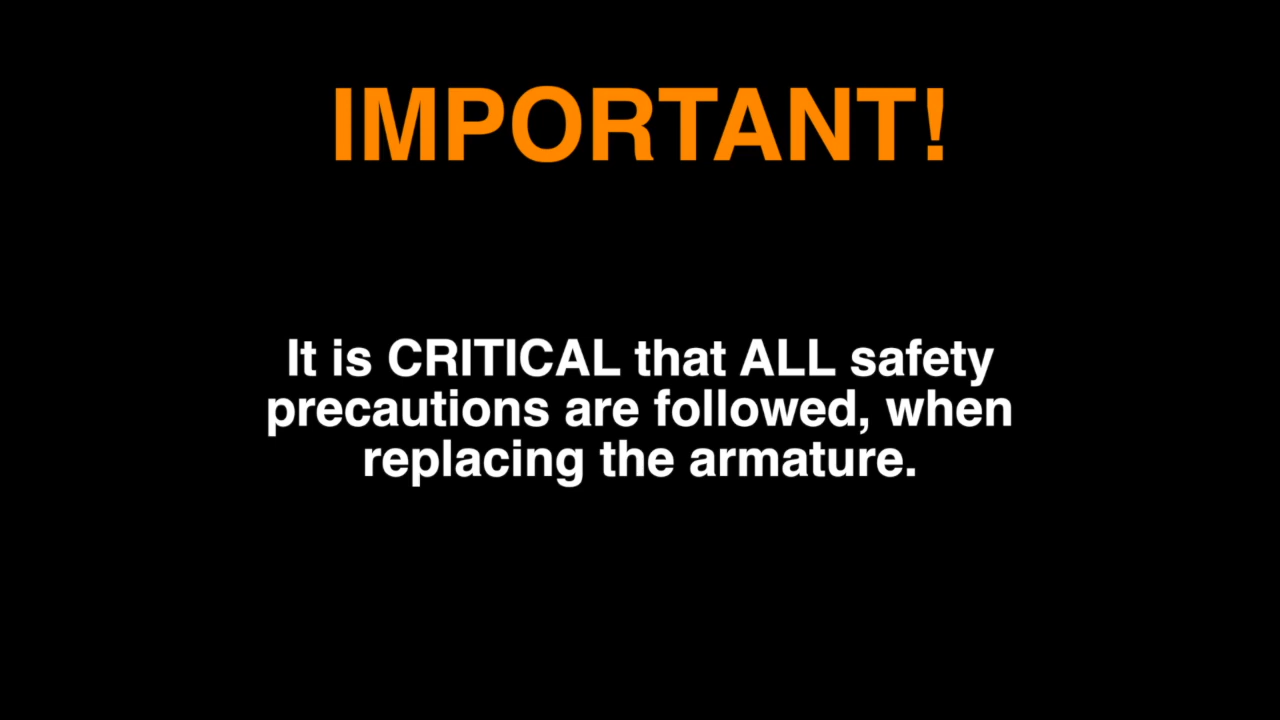 IMPORTANT!
It is CRITICAL that ALL safety
precautions are followed, when
replacing the armature.